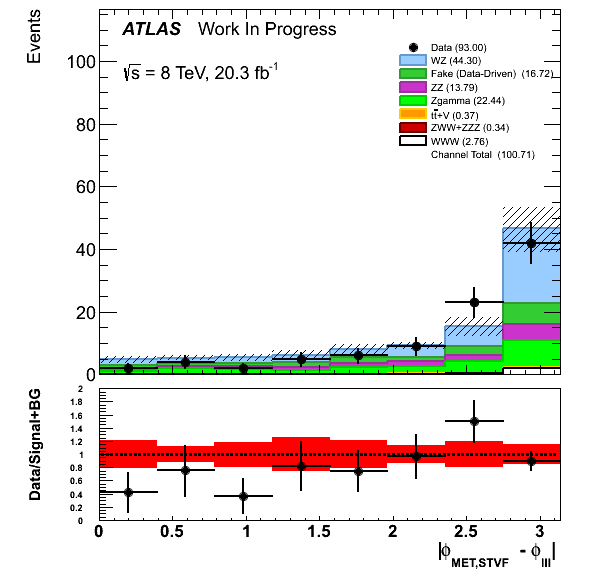 Events
ATLAS Work In Progress
√s = 8 TeV, 20.3 fb⁻¹
Data (93.00)
WZ (44.30)
Fake (Data-Driven) (16.72)
ZZ (13.79)
Zgamma (22.44)
tt̄+V (0.37)
ZWW+ZZZ (0.34)
WWW (2.76)
Channel Total (100.71)
100
80
60
40
20
0
Data/Signal+BG
2
1.8
1.6
1.4
1.2
1
0.8
0.6
0.4
0.2
0
0 0.5 1 1.5 2 2.5 3
|ϕMET,STVF - ϕlll|